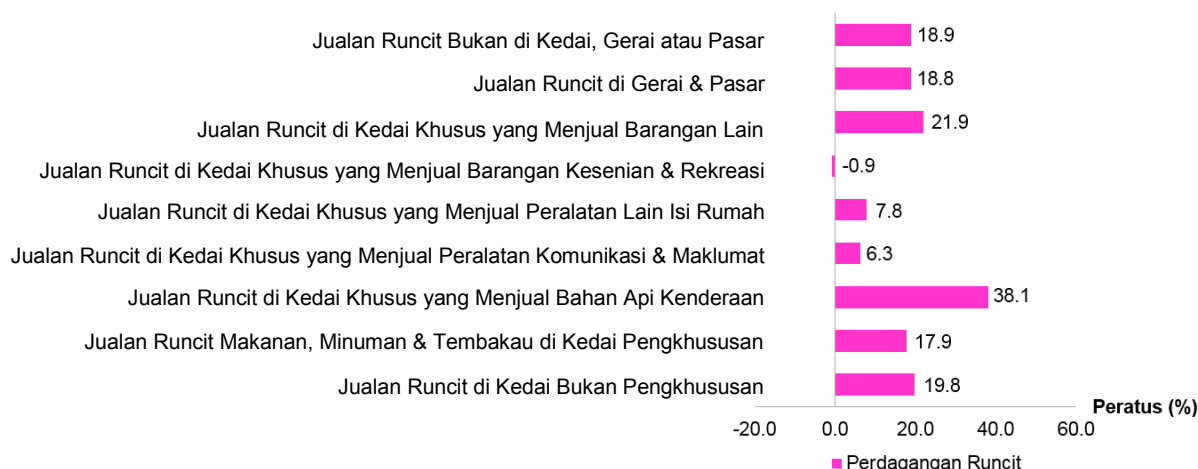 Jualan Runcit Bukan di Kedai, Gerai atau Pasar 18.9
Jualan Runcit di Gerai & Pasar 18.8
Jualan Runcit di Kedai Khusus yang Menjual Barangan Lain 21.9
Jualan Runcit di Kedai Khusus yang Menjual Barangan Kesenian & Rekreasi -0.9
Jualan Runcit di Kedai Khusus yang Menjual Peralatan Lain Isi Rumah 7.8
Jualan Runcit di Kedai Khusus yang Menjual Peralatan Komunikasi & Maklumat 6.3
Jualan Runcit di Kedai Khusus yang Menjual Bahan Api Kenderaan 38.1
Jualan Runcit Makanan, Minuman & Tembakau di Kedai Pengkhususan 17.9
Jualan Runcit di Kedai Bukan Pengkhususan 19.8
Peratus (%)
-20.0 0.0 20.0 40.0 60.0
Perdagangan Runcit